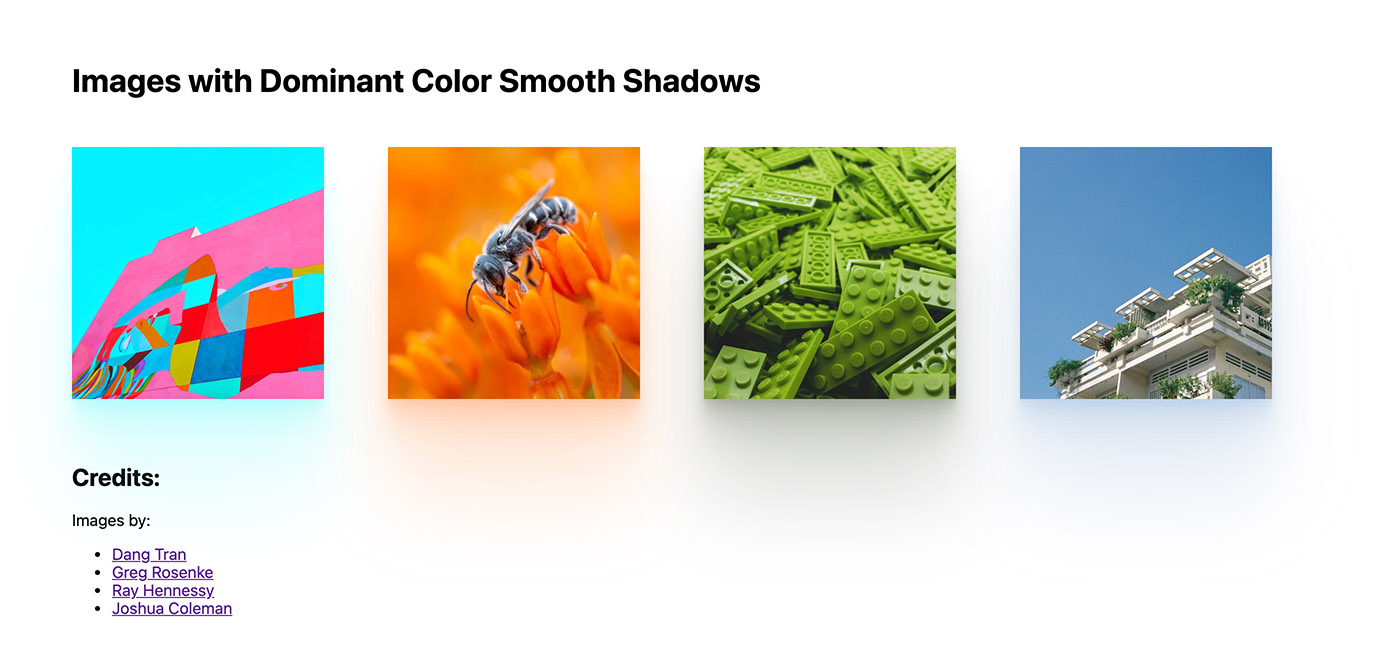 Images with Dominant Color Smooth Shadows
Credits:
Images by:
Dang Tran
Greg Rosenke
Ray Hennessy
Joshua Coleman